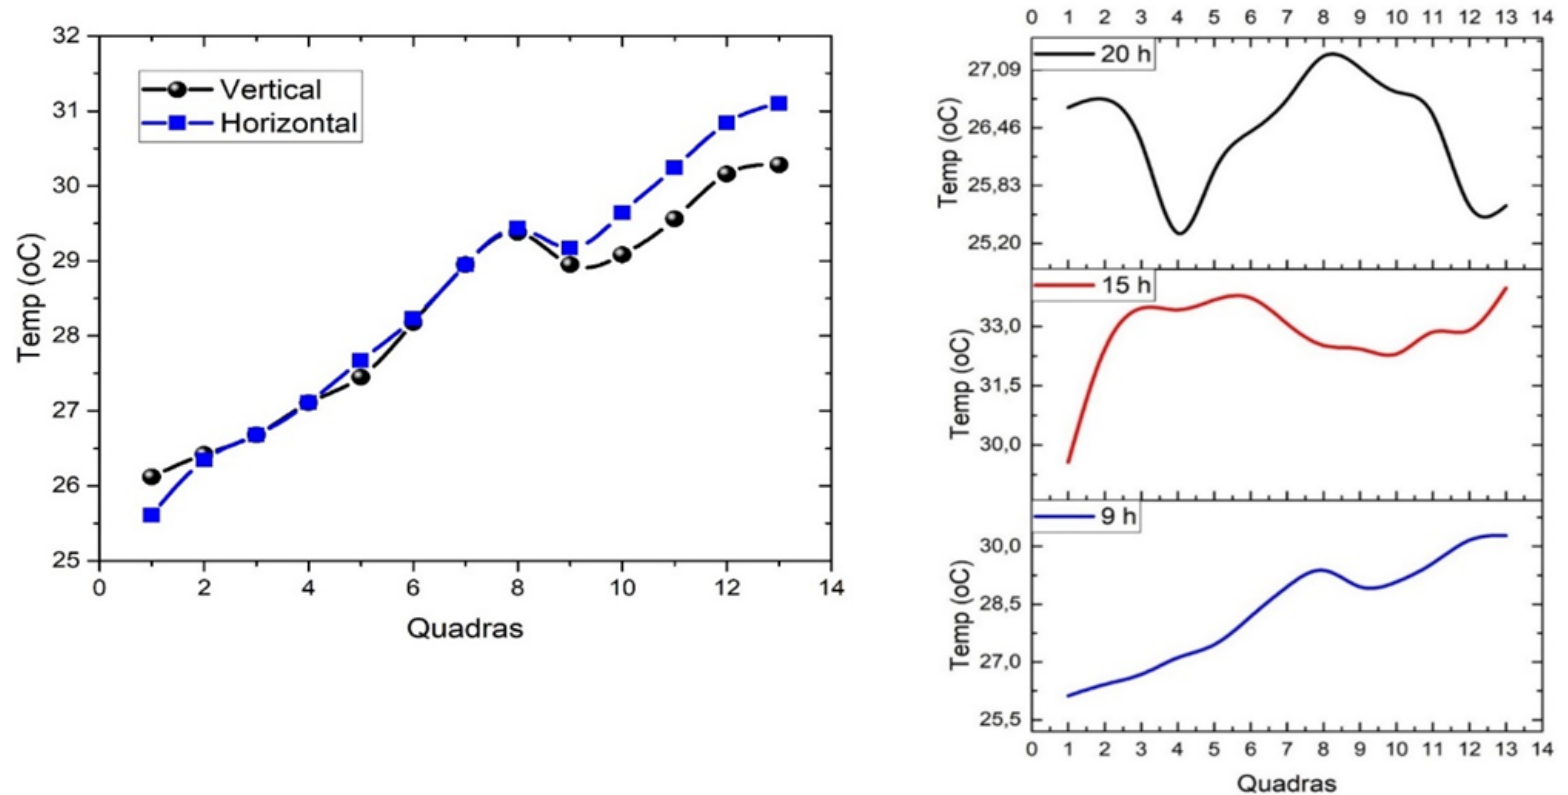 32
31
30
29
28
27
26
25
Temp (oC)
Vertical
Horizontal
0 2 4 6 8 10 12 14
Quadras
0 1 2 3 4 5 6 7 8 9 10 11 12 13 14
20 h
27,09
26,46
25,83
25,20
Temp (oC)
15 h
33,0
31,5
30,0
Temp (oC)
9 h
30,0
28,5
27,0
25,5
Temp (oC)
0 1 2 3 4 5 6 7 8 9 10 11 12 13 14
Quadras